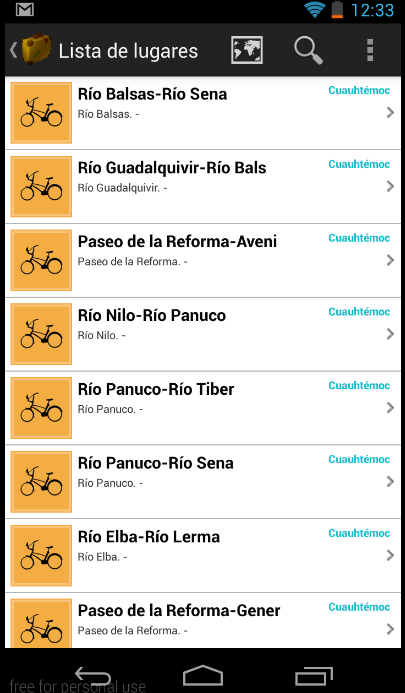 12:33
Lista de lugares
Río Balsas-Río Sena
Cuauhtémoc
Río Balsas. -
Río Guadalquivir-Río Bals
Cuauhtémoc
Río Guadalquivir. -
Paseo de la Reforma-Aveni
Cuauhtémoc
Paseo de la Reforma. -
Río Nilo-Río Panuco
Cuauhtémoc
Río Nilo. -
Río Panuco-Río Tiber
Cuauhtémoc
Río Panuco. -
Río Panuco-Río Sena
Cuauhtémoc
Río Panuco. -
Río Elba-Río Lerma
Cuauhtémoc
Río Elba. -
Paseo de la Reforma-Gener
Cuauhtémoc
Paseo de la Reforma. -
free for personal use